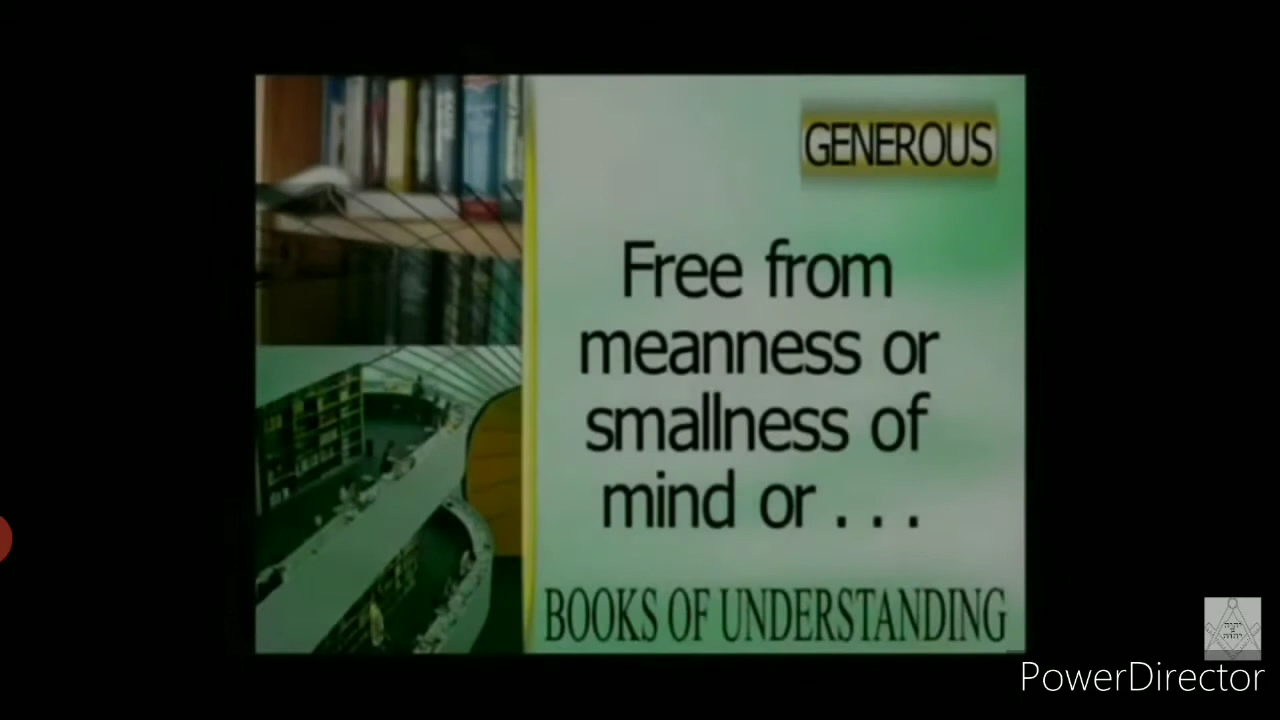 GENEROUS
Free from
meanness or
smallness of
mind or . . .
BOOKS OF UNDERSTANDING
PowerDirector